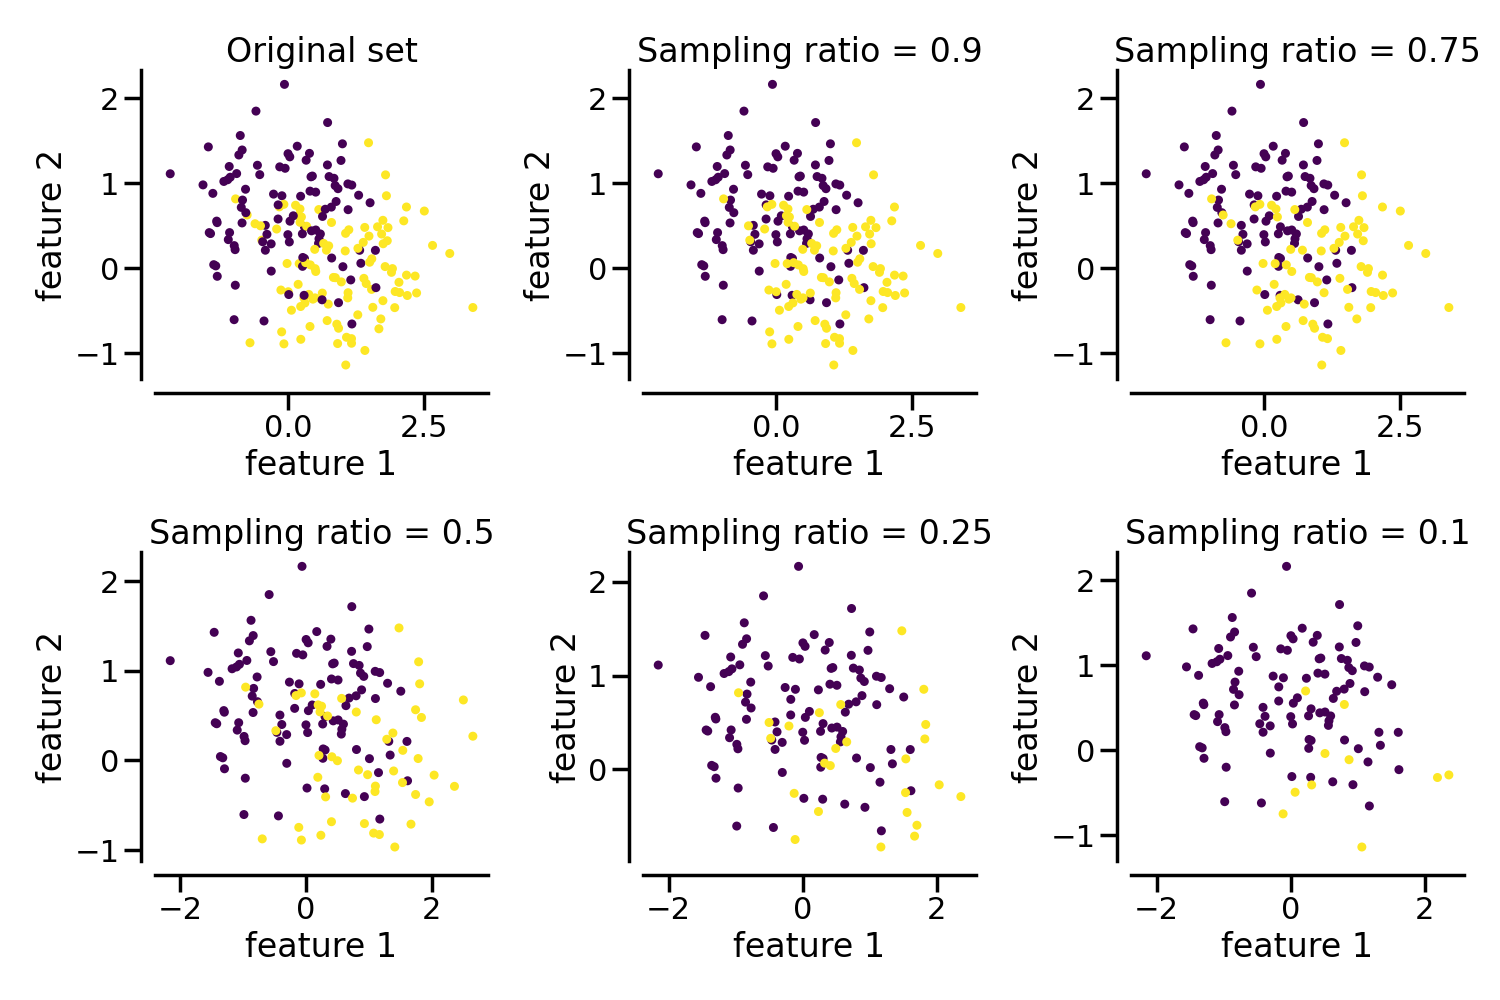 Original set
Sampling ratio = 0.9
Sampling ratio = 0.75
2
1
0
−1
feature 2
0.0
2.5
feature 1
2
1
0
−1
feature 2
0.0
2.5
feature 1
2
1
0
−1
feature 2
0.0
2.5
feature 1
Sampling ratio = 0.5
Sampling ratio = 0.25
Sampling ratio = 0.1
2
1
0
−1
feature 2
−2
0
2
feature 1
2
1
0
feature 2
−2
0
2
feature 1
2
1
0
−1
feature 2
−2
0
2
feature 1